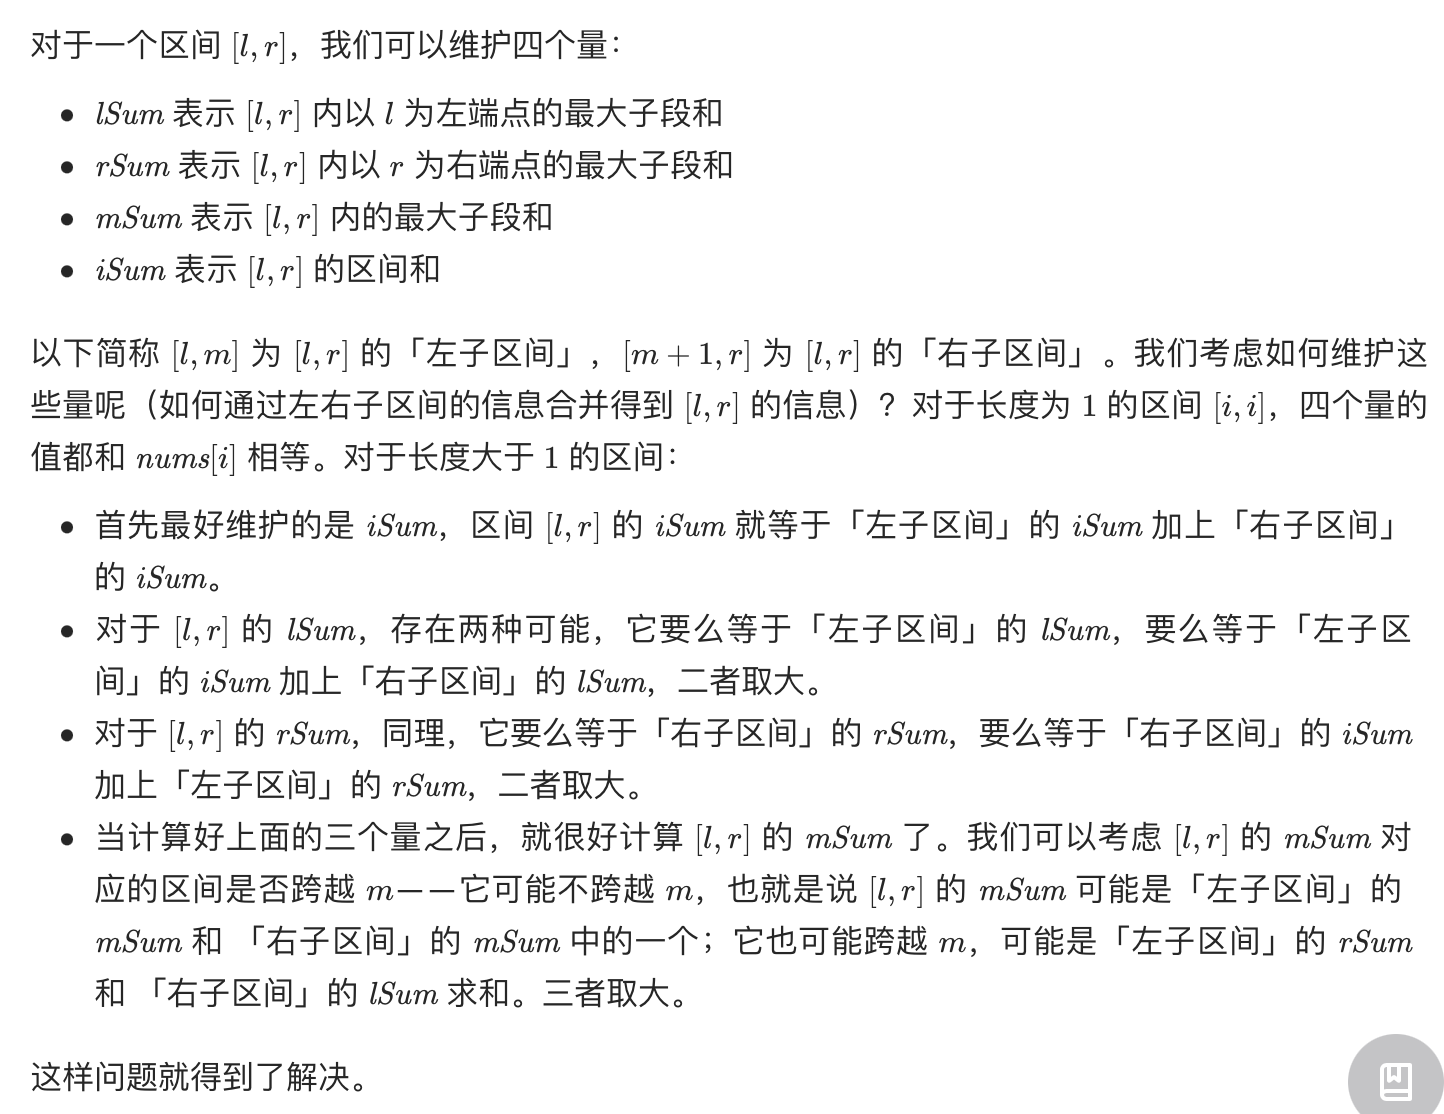 对于一个区间 [l, r]，我们可以维护四个量：
• lSum 表示 [l, r] 内以 l 为左端点的最大子段和
• rSum 表示 [l, r] 内以 r 为右端点的最大子段和
• mSum 表示 [l, r] 内的最大子段和
• iSum 表示 [l, r] 的区间和
以下简称 [l, m] 为 [l, r] 的「左子区间」，[m + 1, r] 为 [l, r] 的「右子区间」。我们考虑如何维护这
些量呢（如何通过左右子区间的信息合并得到 [l, r] 的信息）？对于长度为 1 的区间 [i, i]，四个量的
值都和 nums[i] 相等。对于长度大于 1 的区间：
• 首先最好维护的是 iSum，区间 [l, r] 的 iSum 就等于「左子区间」的 iSum 加上「右子区间」
的 iSum。
• 对于 [l, r] 的 lSum，存在两种可能，它要么等于「左子区间」的 lSum，要么等于「左子区
间」的 iSum 加上「右子区间」的 lSum，二者取大。
• 对于 [l, r] 的 rSum，同理，它要么等于「右子区间」的 rSum，要么等于「右子区间」的 iSum
加上「左子区间」的 rSum，二者取大。
• 当计算好上面的三个量之后，就很好计算 [l, r] 的 mSum 了。我们可以考虑 [l, r] 的 mSum 对
应的区间是否跨越 m——它可能不跨越 m，也就是说 [l, r] 的 mSum 可能是「左子区间」的
mSum 和 「右子区间」的 mSum 中的一个；它也可能跨越 m，可能是「左子区间」的 rSum
和 「右子区间」的 lSum 求和。三者取大。
这样问题就得到了解决。